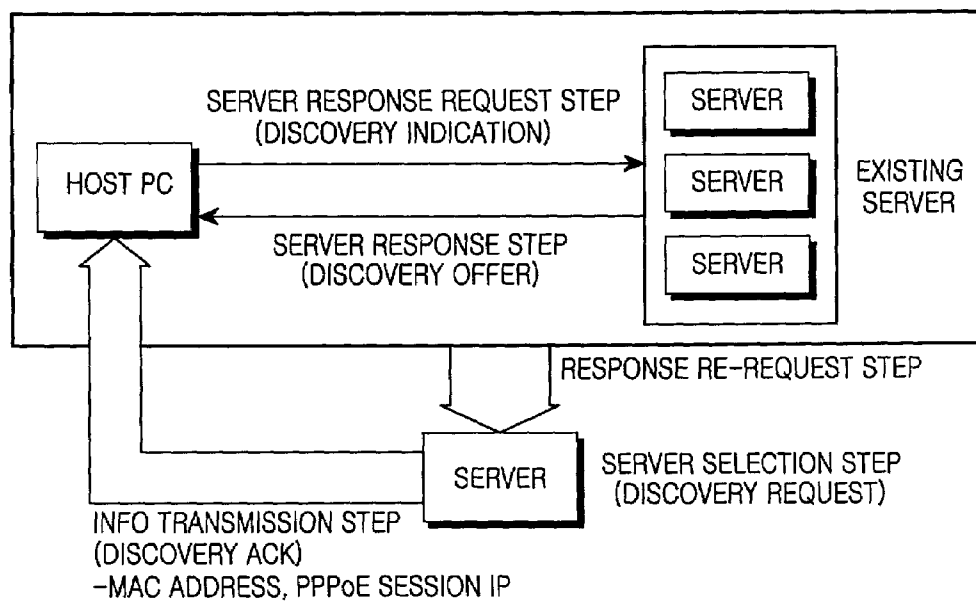 SERVER RESPONSE REQUEST STEP
(DISCOVERY INDICATION)
HOST PC
SERVER
SERVER
SERVER
EXISTING
SERVER
SERVER RESPONSE STEP
(DISCOVERY OFFER)
RESPONSE RE-REQUEST STEP
SERVER
SERVER SELECTION STEP
(DISCOVERY REQUEST)
INFO TRANSMISSION STEP
(DISCOVERY ACK)
-MAC ADDRESS, PPPoE SESSION IP